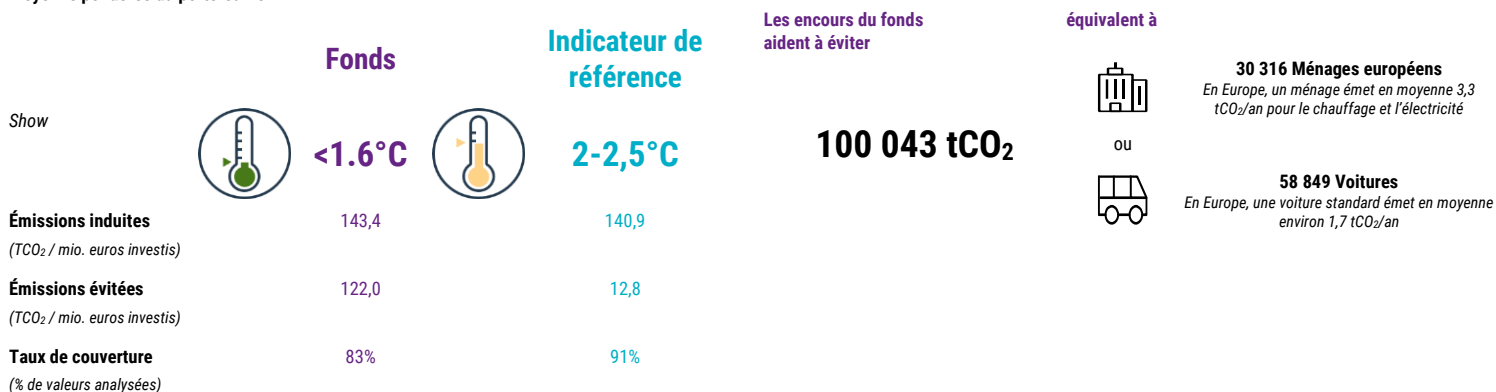 Fonds
Indicateur de
référence
Show
<1.6°C
2-2,5°C
Émissions induites
143,4
140,9
(TCO₂ / mio. euros investis)
Émissions évitées
122,0
12,8
(TCO₂ / mio. euros investis)
Taux de couverture
83%
91%
(% de valeurs analysées)
Les encours du fonds
aident à éviter
100 043 tCO₂
équivalent à
30 316 Ménages européens
En Europe, un ménage émet en moyenne 3,3
tCO₂/an pour le chauffage et l'électricité
ou
58 849 Voitures
En Europe, une voiture standard émet en moyenne
environ 1,7 tCO₂/an